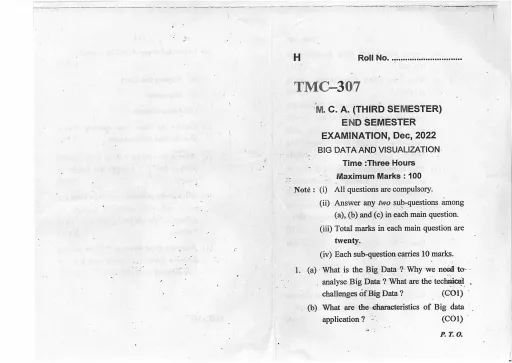 H Roll No. ..............................
TMC–307
M. C. A. (THIRD SEMESTER)
END SEMESTER
EXAMINATION, Dec, 2022
BIG DATA AND VISUALIZATION
Time :Three Hours
Maximum Marks : 100
Note : (i) All questions are compulsory.
(ii) Answer any two sub-questions among
(a), (b) and (c) in each main question.
(iii) Total marks in each main question are
twenty.
(iv) Each sub-question carries 10 marks.
1. (a) What is the Big Data ? Why we need to
analyse Big Data ? What are the technical
challenges of Big Data ? (CO1)
(b) What are the characteristics of Big data
application ? (CO1)
P. T. O.